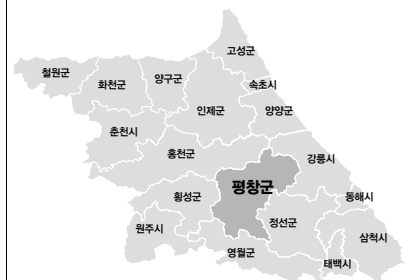 고성군
철원군
양구군
화천군
속초시
인제군
양양군
춘천시
홍천군
강릉시
평창군
횡성군
동해시
정선군
원주시
삼척시
영월군
태백시